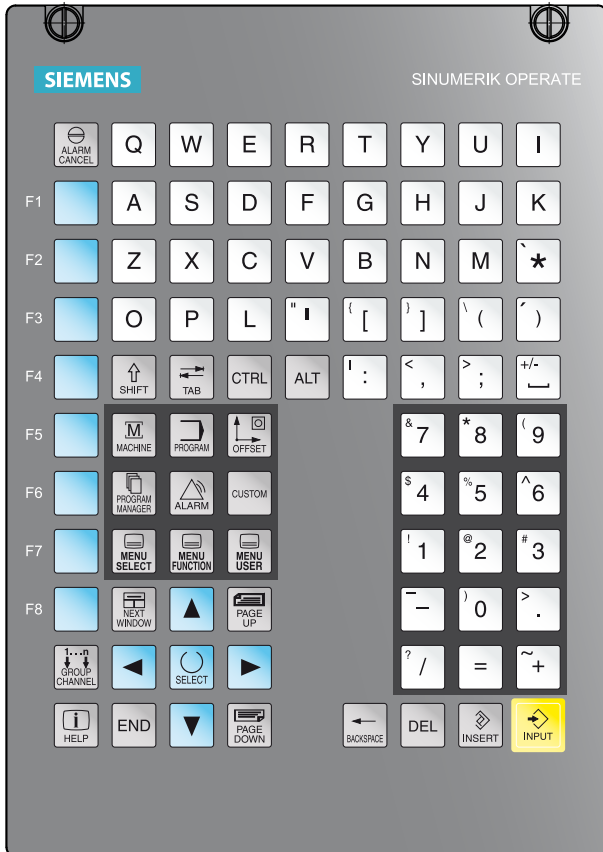 SIEMENS SINUMERIK OPERATE
ALARM CANCEL Q W E R T Y U I
F1 A S D F G H J K
F2 Z X C V B N M ` *
F3 O P L " ' { [ } ] \ ( ´ )
F4 SHIFT TAB CTRL ALT I : < , > ; +/-
F5 M MACHINE PROGRAM OFFSET & 7 * 8 ( 9
F6 PROGRAM MANAGER ALARM CUSTOM $ 4 % 5 ^ 6
F7 MENU SELECT MENU FUNCTION MENU USER ! 1 @ 2 # 3
F8 NEXT WINDOW PAGE UP – – ) 0 > .
1...n GROUP CHANNEL SELECT ? / = ~ +
i HELP END PAGE DOWN BACKSPACE DEL INSERT INPUT